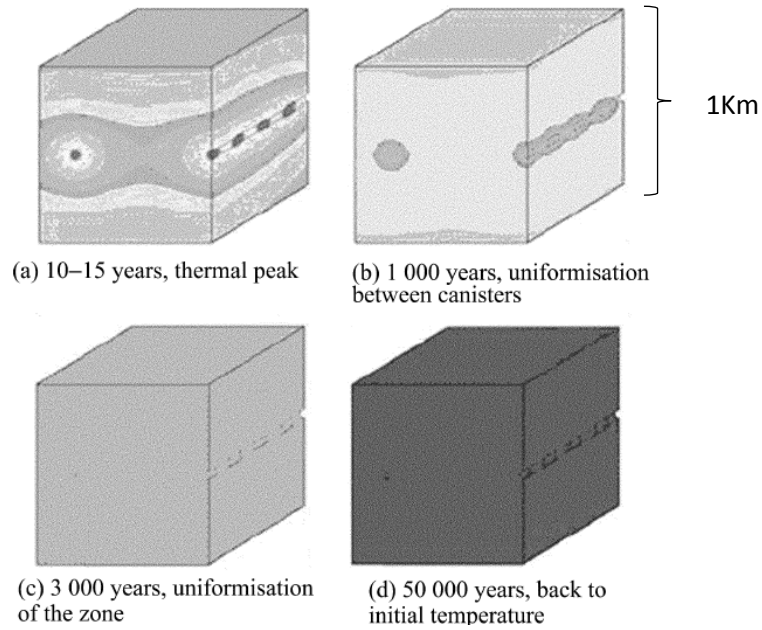 1Km
(a) 10–15 years, thermal peak
(b) 1 000 years, uniformisation
between canisters
(c) 3 000 years, uniformisation
of the zone
(d) 50 000 years, back to
initial temperature